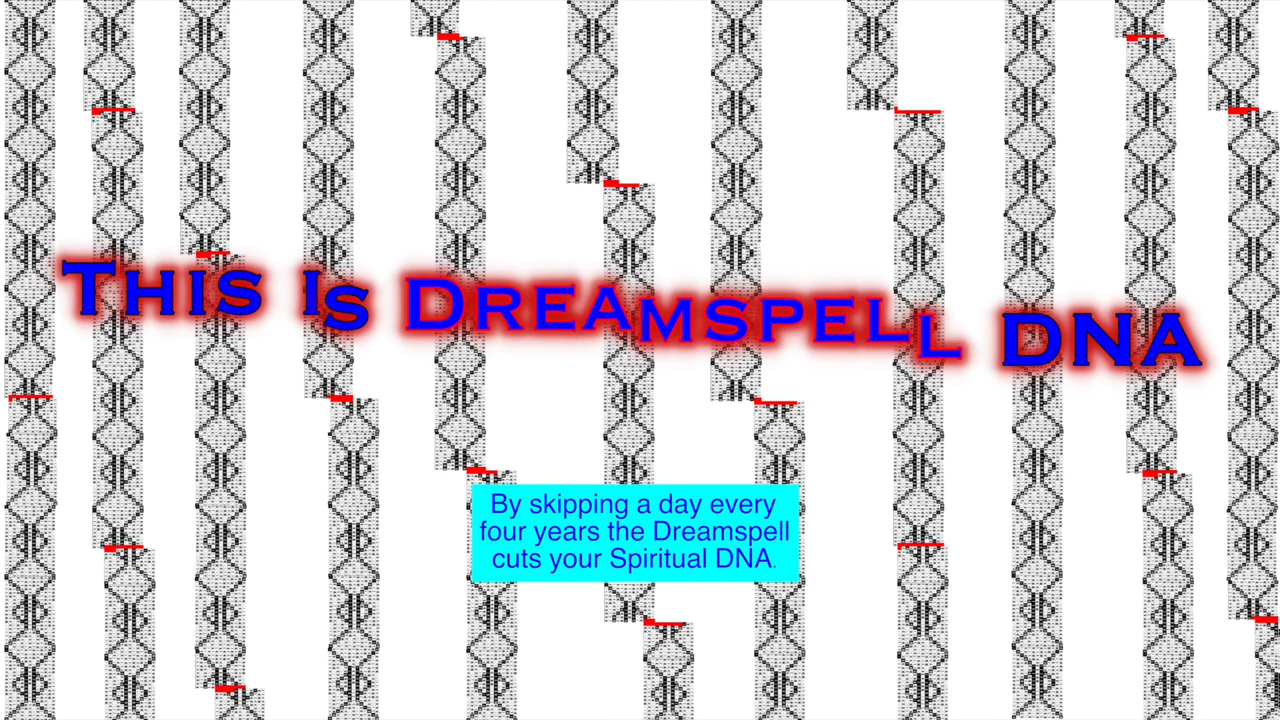 This is Dreamspell DNA
By skipping a day every
four years the Dreamspell
cuts your Spiritual DNA.